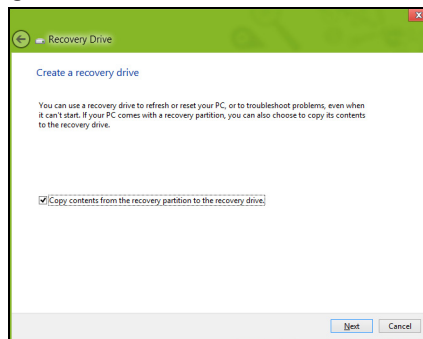 Recovery Drive
Create a recovery drive
You can use a recovery drive to refresh or reset your PC, or to troubleshoot problems, even when
it can't start. If your PC comes with a recovery partition, you can also choose to copy its contents
to the recovery drive.
Copy contents from the recovery partition to the recovery drive.
Next Cancel